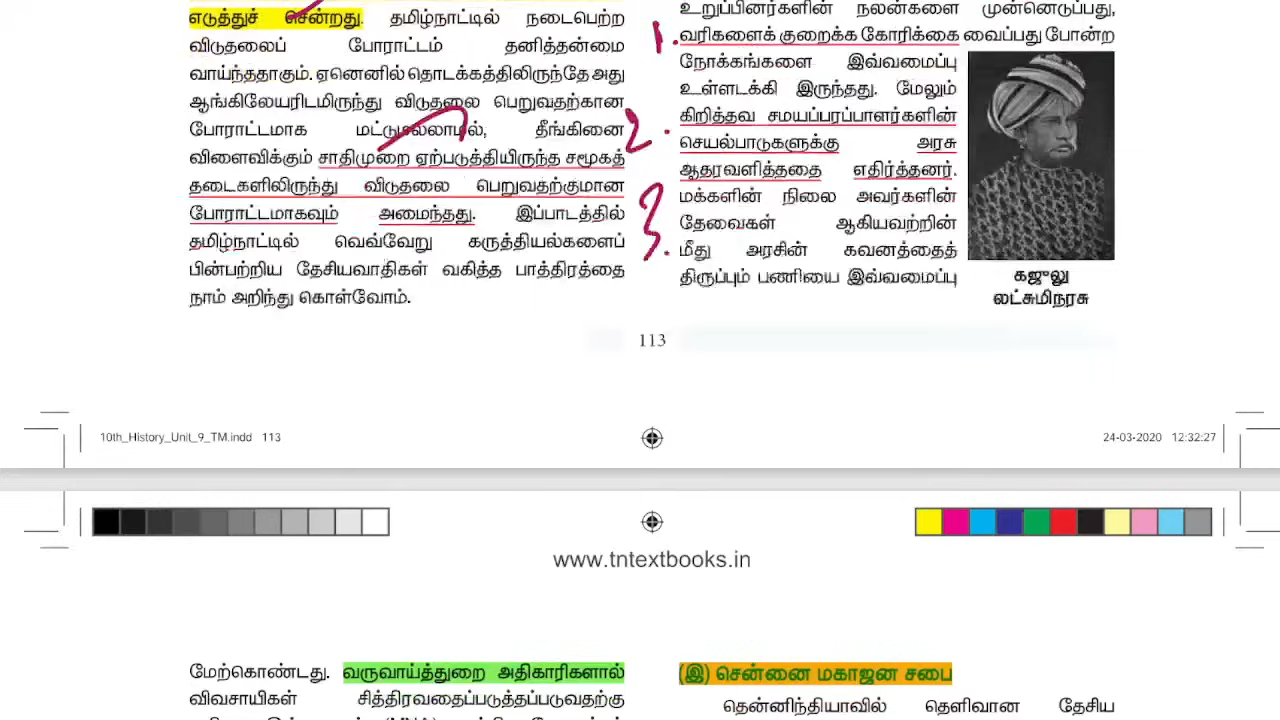 எடுத்துச் சென்றது. தமிழ்நாட்டில் நடைபெற்ற
விடுதலைப் போராட்டம் தனித்தன்மை
வாய்ந்ததாகும். ஏனெனில் தொடக்கத்திலிருந்தே அது
ஆங்கிலேயரிடமிருந்து விடுதலை பெறுவதற்கான
போராட்டமாக மட்டுமல்லாமல், தீங்கினை
விளைவிக்கும் சாதிமுறை ஏற்படுத்தியிருந்த சமூகத்
தடைகளிலிருந்து விடுதலை பெறுவதற்குமான
போராட்டமாகவும் அமைந்தது. இப்பாடத்தில்
தமிழ்நாட்டில் வெவ்வேறு கருத்தியல்களைப்
பின்பற்றிய தேசியவாதிகள் வகித்த பாத்திரத்தை
நாம் அறிந்து கொள்வோம்.
உறுப்பினர்களின் நலன்களை முன்னெடுப்பது,
1. வரிகளைக் குறைக்க கோரிக்கை வைப்பது போன்ற
நோக்கங்களை இவ்வமைப்பு
உள்ளடக்கி இருந்தது. மேலும்
2. கிறித்தவ சமயப்பரப்பாளர்களின்
செயல்பாடுகளுக்கு அரசு
ஆதரவளித்ததை எதிர்த்தனர்.
மக்களின் நிலை அவர்களின்
தேவைகள் ஆகியவற்றின்
3. மீது அரசின் கவனத்தைத்
திருப்பும் பணியை இவ்வமைப்பு
கஜுலு
லட்சுமிநரசு
113
10th_History_Unit_9_TM.indd 113
24-03-2020 12:32:27
www.tntextbooks.in
மேற்கொண்டது. வருவாய்த்துறை அதிகாரிகளால்
விவசாயிகள் சித்திரவதைப்படுத்தப்படுவதற்கு
(இ) சென்னை மகாஜன சபை
தென்னிந்தியாவில் தெளிவான தேசிய